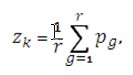 z_k = \frac{1}{r} \sum_{g=1}^{r} p_g,